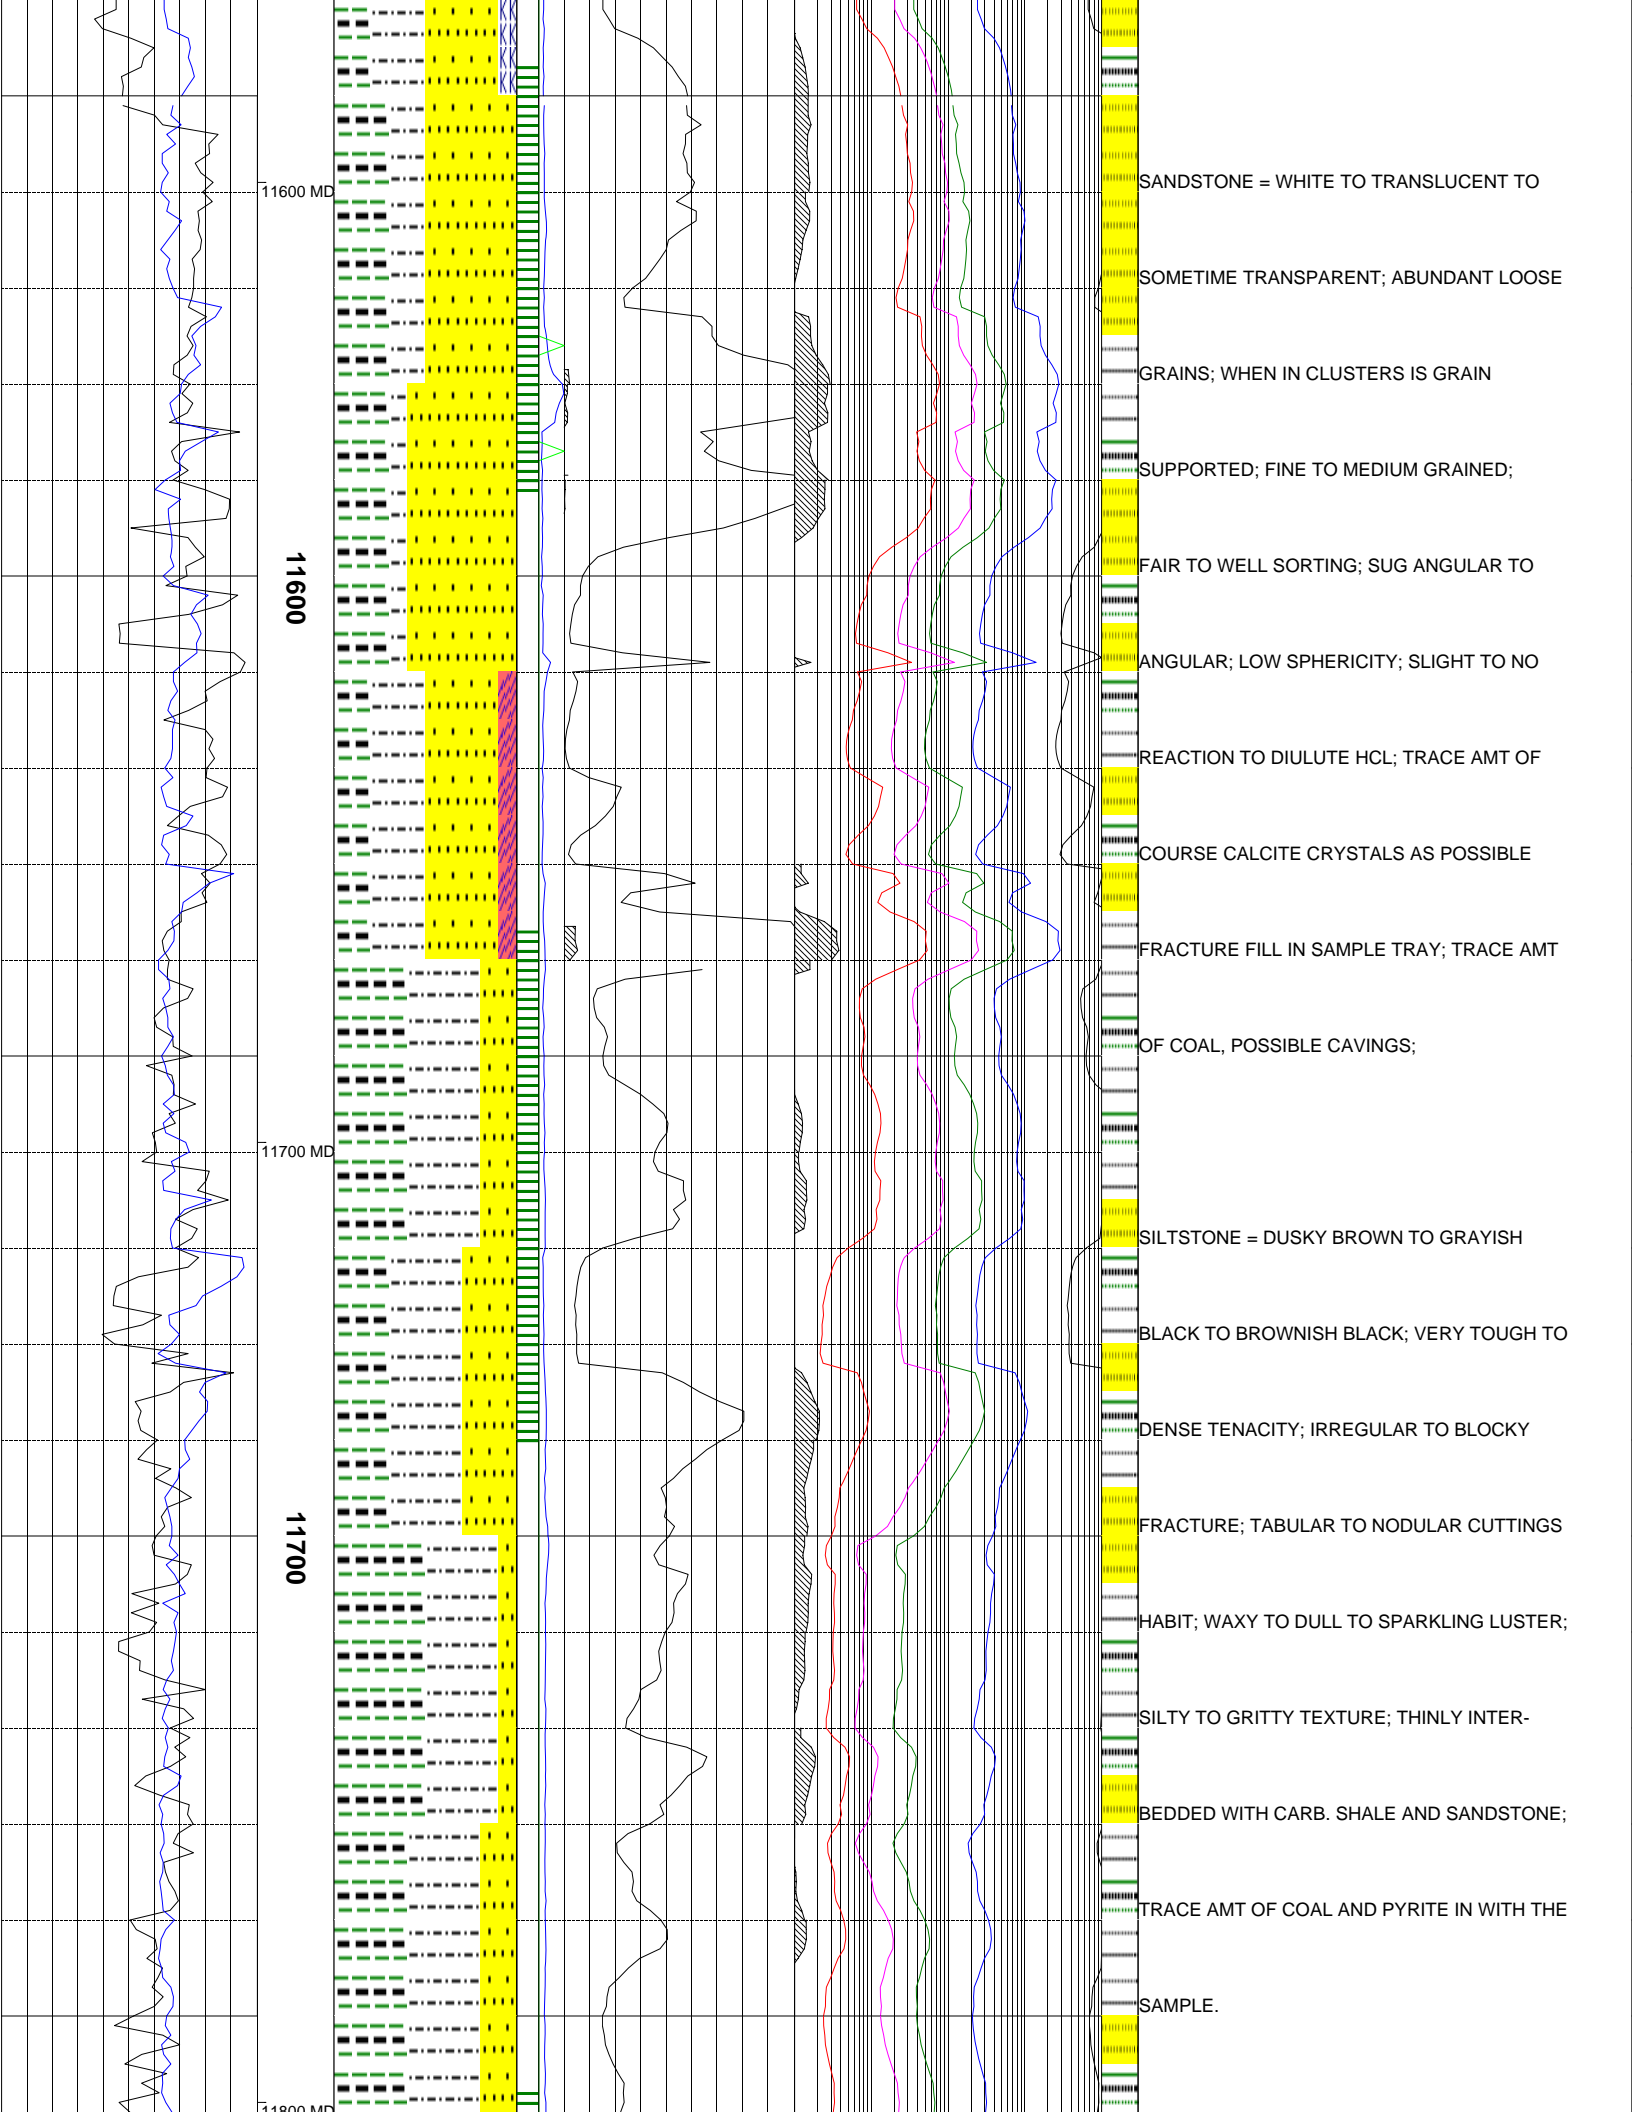 11600 MD
11600
11700 MD
11700
11800 MD
SANDSTONE = WHITE TO TRANSLUCENT TO
SOMETIME TRANSPARENT; ABUNDANT LOOSE
GRAINS; WHEN IN CLUSTERS IS GRAIN
SUPPORTED; FINE TO MEDIUM GRAINED;
FAIR TO WELL SORTING; SUG ANGULAR TO
ANGULAR; LOW SPHERICITY; SLIGHT TO NO
REACTION TO DIULUTE HCL; TRACE AMT OF
COURSE CALCITE CRYSTALS AS POSSIBLE
FRACTURE FILL IN SAMPLE TRAY; TRACE AMT
OF COAL, POSSIBLE CAVINGS;
SILTSTONE = DUSKY BROWN TO GRAYISH
BLACK TO BROWNISH BLACK; VERY TOUGH TO
DENSE TENACITY; IRREGULAR TO BLOCKY
FRACTURE; TABULAR TO NODULAR CUTTINGS
HABIT; WAXY TO DULL TO SPARKLING LUSTER;
SILTY TO GRITTY TEXTURE; THINLY INTER-
BEDDED WITH CARB. SHALE AND SANDSTONE;
TRACE AMT OF COAL AND PYRITE IN WITH THE
SAMPLE.